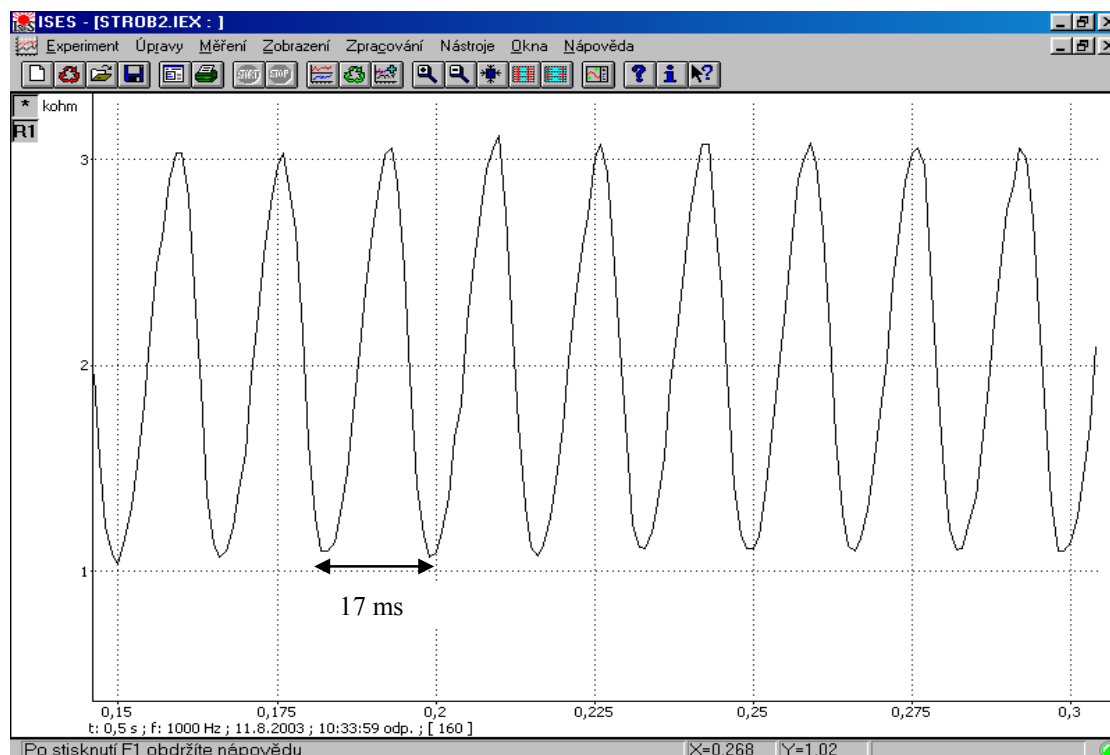 ISES - [STROB2.IEX : ]
Experiment Úpravy Měření Zobrazení Zpracování Nástroje Okna Nápověda
START STOP
* kohm
R1
3
2
1
17 ms
0,15 0,175 0,2 0,225 0,25 0,275 0,3
t: 0,5 s ; f: 1000 Hz ; 11.8.2003 ; 10:33:59 odp. ; [ 160 ]
Po stisknutí F1 obdržíte nápovědu X=0.268 Y=1.02